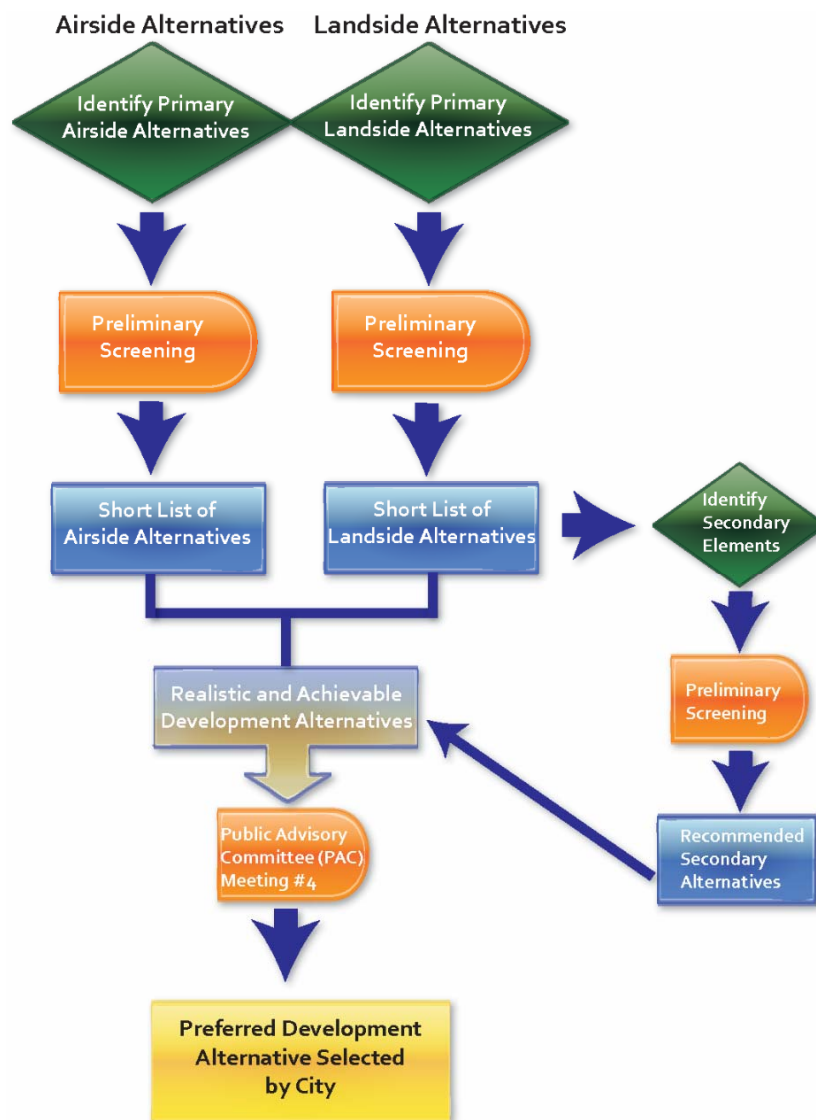 Airside Alternatives
Landside Alternatives
Identify Primary
Airside Alternatives
Identify Primary
Landside Alternatives
Preliminary
Screening
Preliminary
Screening
Short List of
Airside Alternatives
Short List of
Landside Alternatives
Identify
Secondary
Elements
Preliminary
Screening
Recommended
Secondary
Alternatives
Realistic and Achievable
Development Alternatives
Public Advisory
Committee (PAC)
Meeting #4
Preferred Development
Alternative Selected
by City